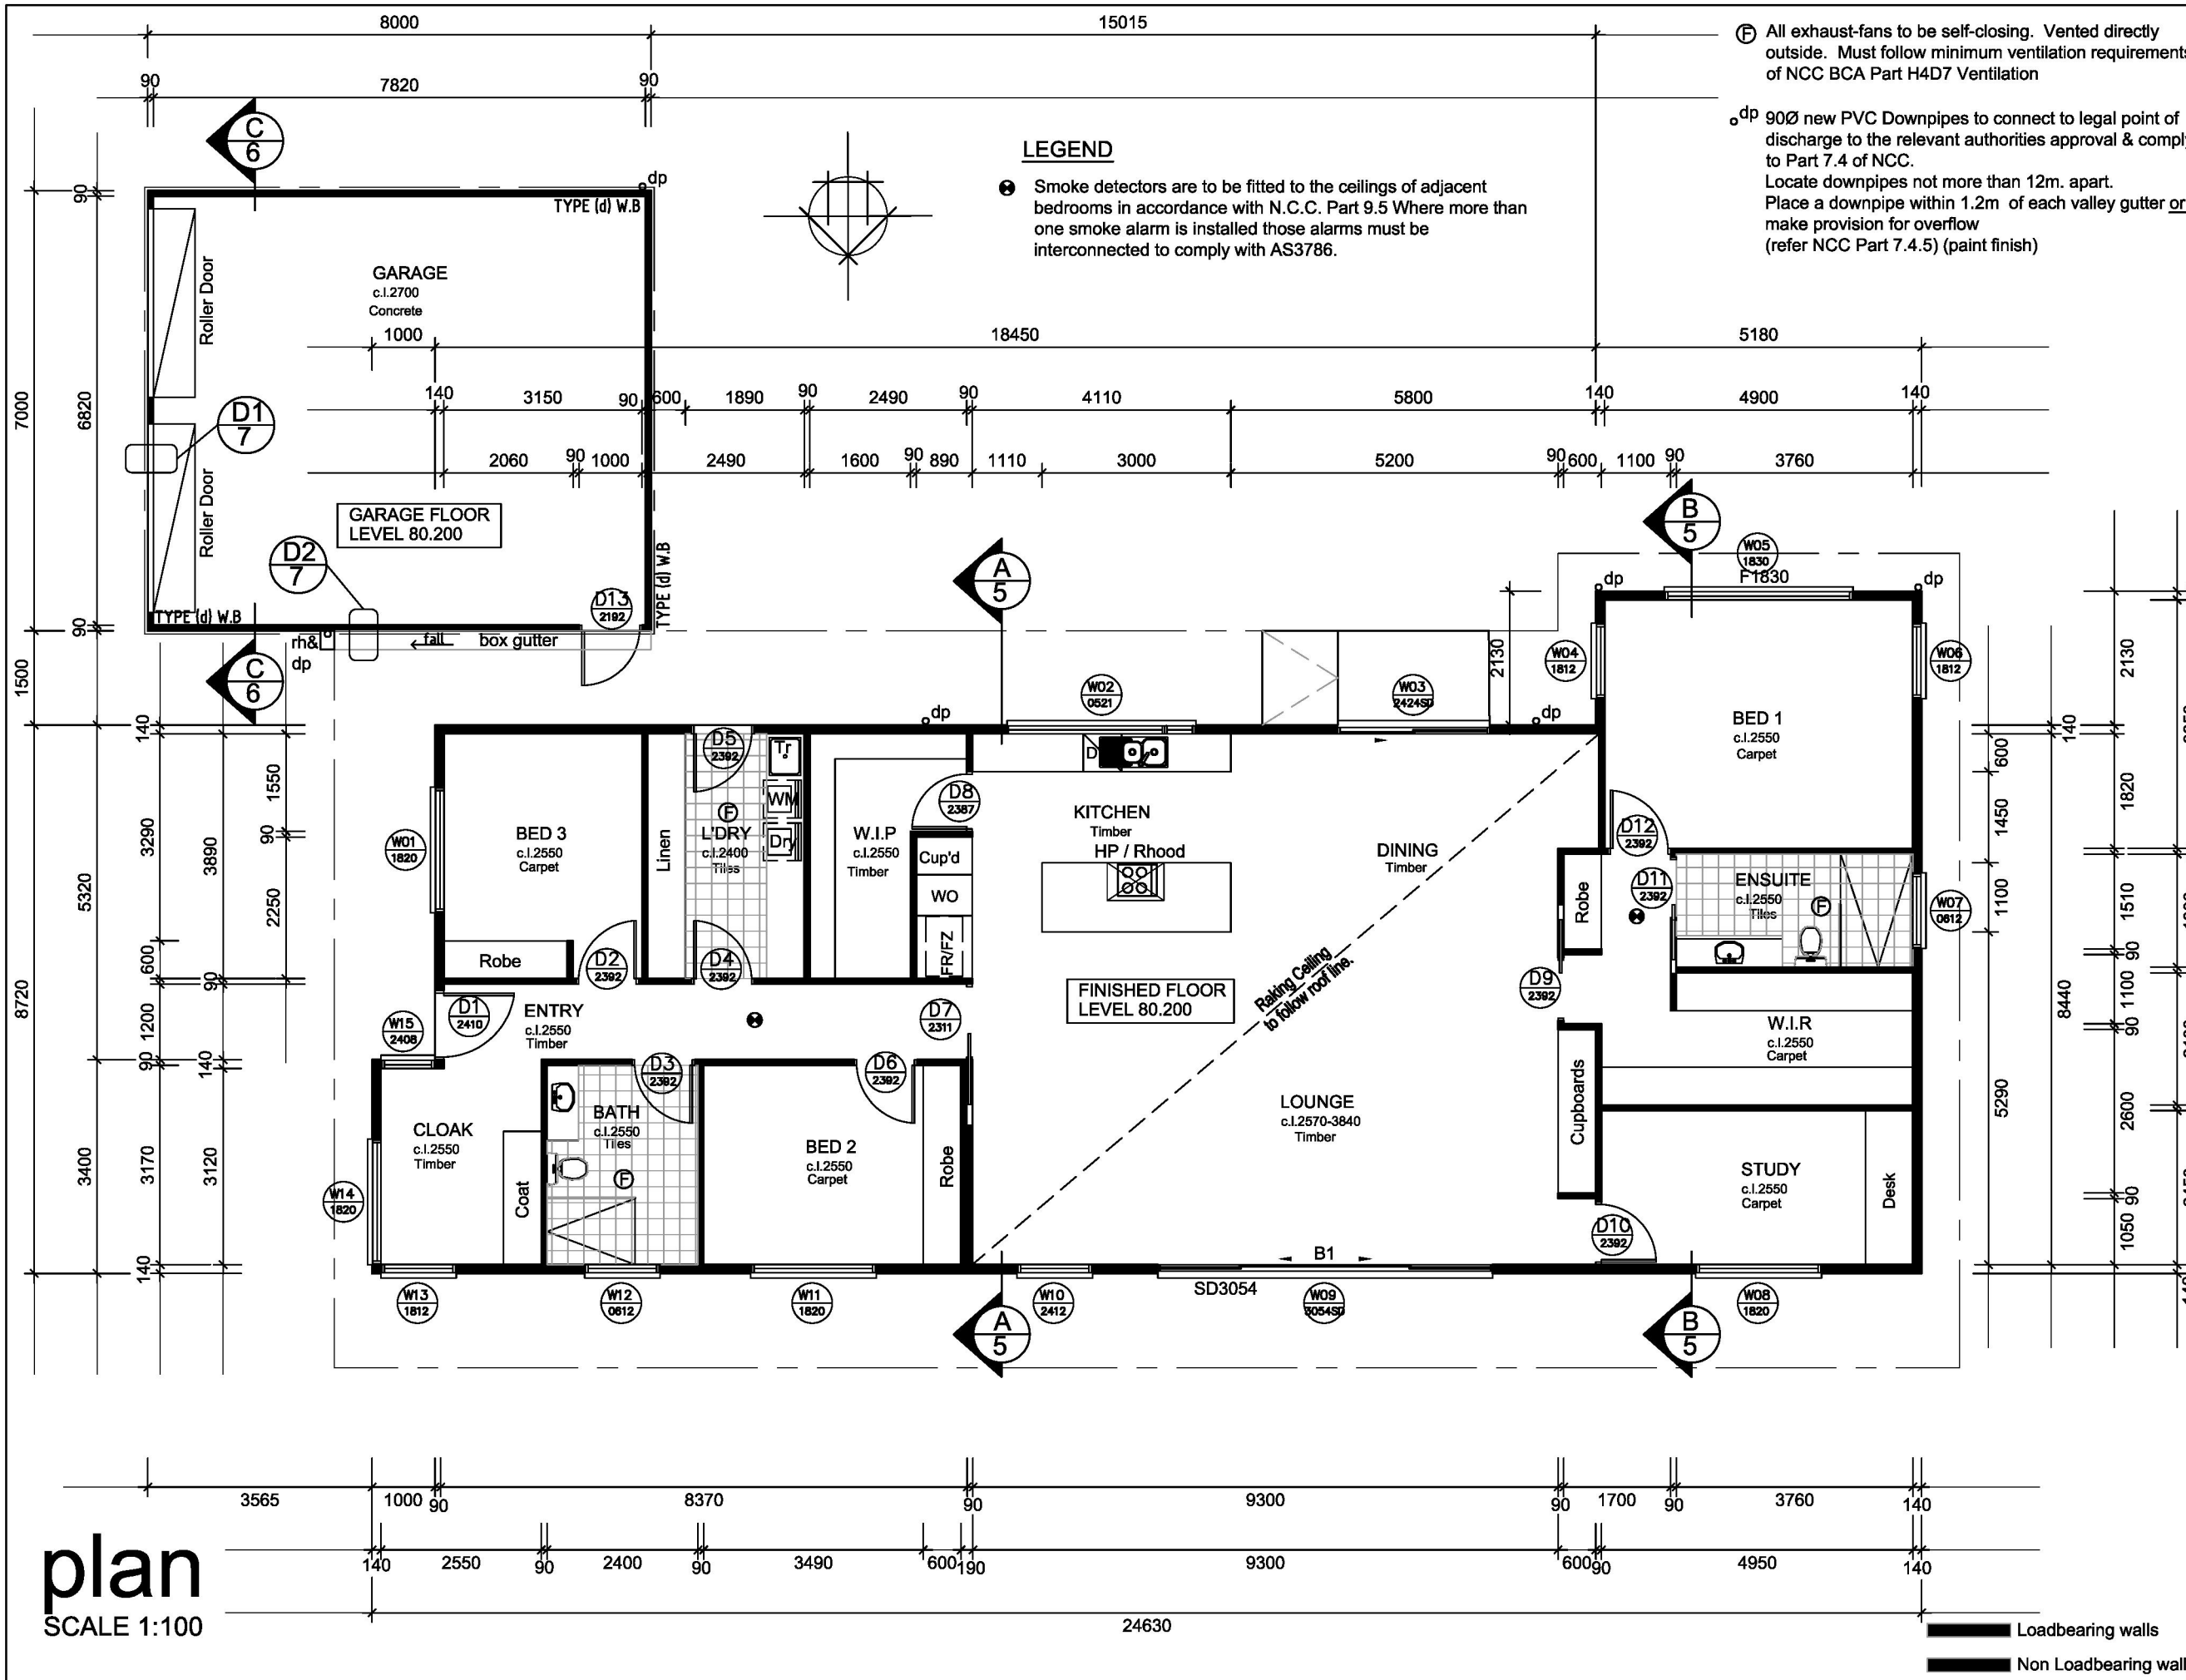 8000
15015
90
7820
90
Ⓕ All exhaust-fans to be self-closing. Vented directly
outside. Must follow minimum ventilation requirements
of NCC BCA Part H4D7 Ventilation
dp 90Ø new PVC Downpipes to connect to legal point of
discharge to the relevant authorities approval & comply
to Part 7.4 of NCC.
Locate downpipes not more than 12m. apart.
Place a downpipe within 1.2m of each valley gutter or
make provision for overflow
(refer NCC Part 7.4.5) (paint finish)
LEGEND
Smoke detectors are to be fitted to the ceilings of adjacent
bedrooms in accordance with N.C.C. Part 9.5 Where more than
one smoke alarm is installed those alarms must be
interconnected to comply with AS3786.
C
6
dp
TYPE (d) W.B
GARAGE
c.l.2700
Concrete
Roller Door
D1
7
Roller Door
GARAGE FLOOR
LEVEL 80.200
D2
7
TYPE (d) W.B
TYPE (d) W.B
D13
2192
rh&
dp
fall
box gutter
C
6
1000
18450
5180
140
3150
90
600
1890
90
2490
90
4110
5800
140
4900
140
2060
90
1000
2490
1600
90
890
1110
3000
5200
90
600
1100
90
3760
90
7000
6820
90
1500
8720
5320
3400
140
3290
600
1200
90
3170
140
3890
90
140
3120
1550
90
2250
A
5
B
5
W05
1830
F1830
dp
dp
2130
W04
1812
W06
1812
W02
0521
W03
2424SD
dp
dp
BED 1
c.l.2550
Carpet
W01
1820
BED 3
c.l.2550
Carpet
Robe
D2
2392
Linen
D5
2392
Tr
WM
Dry
Ⓕ
L'DRY
c.l.2400
Tiles
D4
2392
W.I.P
c.l.2550
Timber
D8
2387
Cup'd
WO
FR/FZ
D
KITCHEN
Timber
HP / Rhood
DINING
Timber
Raking Ceiling
to follow roof line.
FINISHED FLOOR
LEVEL 80.200
D12
2392
D11
2392
Robe
ENSUITE
c.l.2550
Tiles
Ⓕ
W07
0612
D9
2392
W.I.R
c.l.2550
Carpet
D1
2410
ENTRY
c.l.2550
Timber
D7
2311
W15
2408
D3
2392
D6
2392
CLOAK
c.l.2550
Timber
Coat
BATH
c.l.2550
Tiles
Ⓕ
BED 2
c.l.2550
Carpet
Robe
LOUNGE
c.l.2570-3840
Timber
Cupboards
STUDY
c.l.2550
Carpet
Desk
D10
2392
W14
1820
B1
SD3054
W13
1812
W12
0612
W11
1820
W10
2412
W09
3054SD
W08
1820
A
5
B
5
600
1450
1100
5290
140
8440
2130
1820
1510
90
1100
90
2600
90
1050
3565
1000
90
8370
90
9300
90
1700
90
3760
140
140
2550
90
2400
90
3490
600
190
9300
600
90
4950
140
24630
plan
SCALE 1:100
Loadbearing walls
Non Loadbearing wall